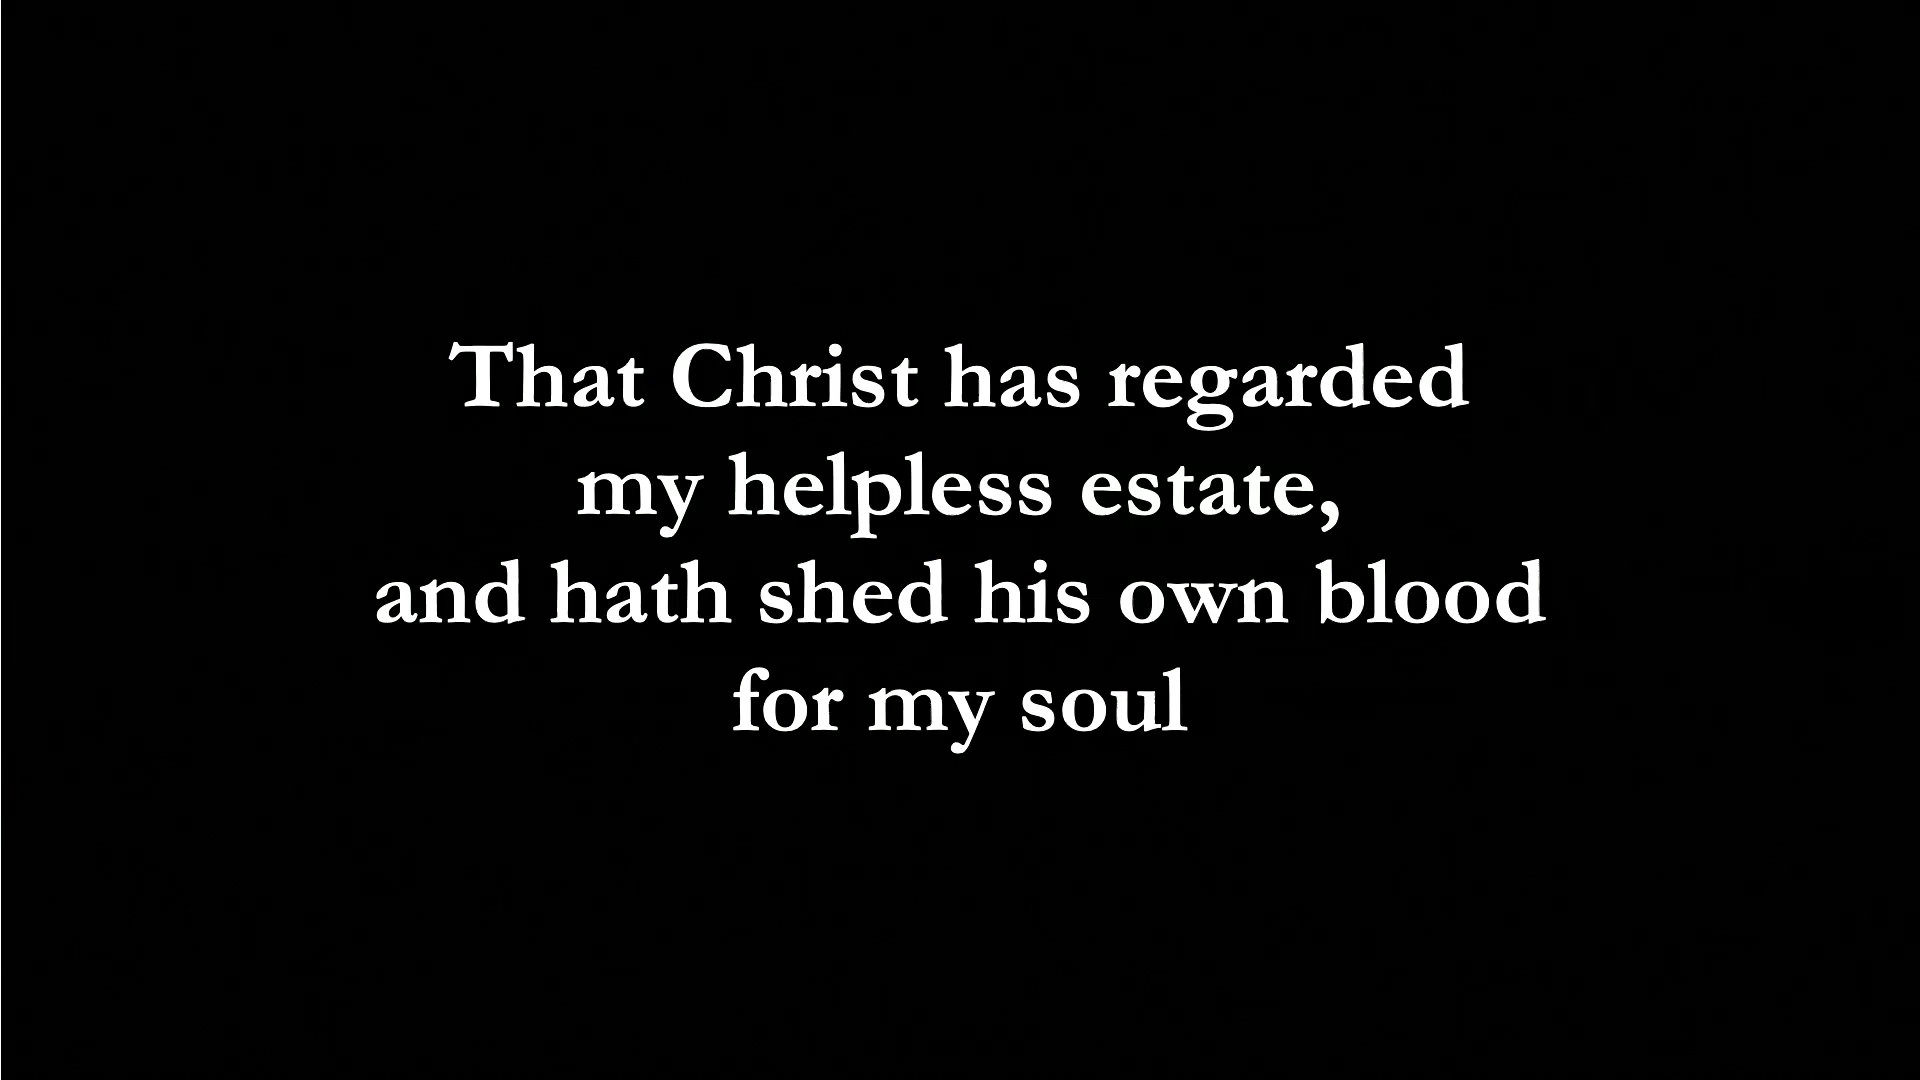 That Christ has regarded
my helpless estate,
and hath shed his own blood
for my soul